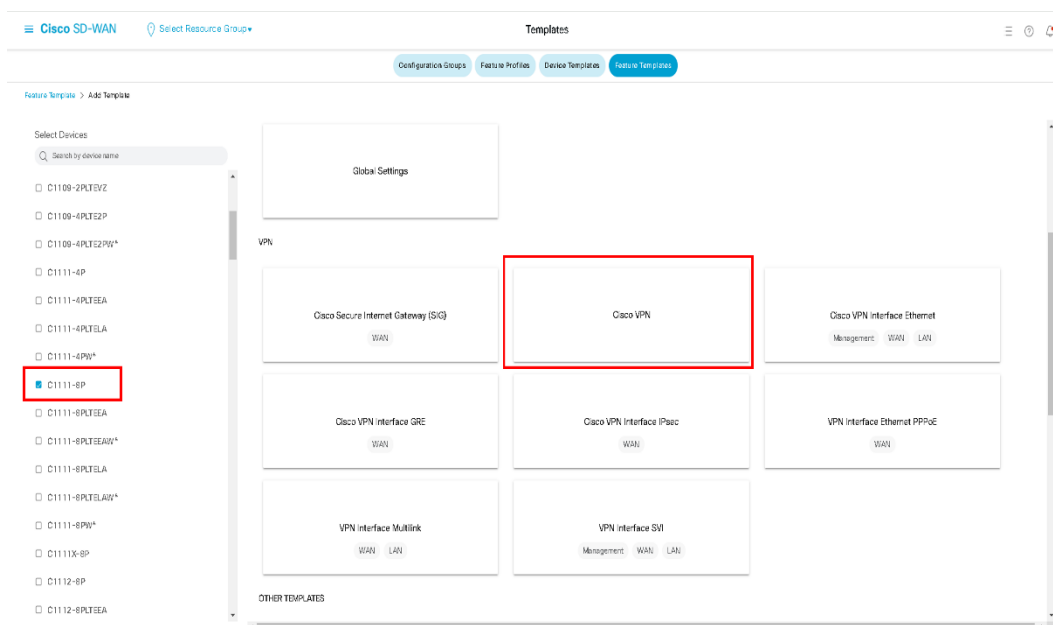 Cisco SD-WAN
Select Resource Group
Templates
Configuration Groups
Feature Profiles
Device Templates
Feature Templates
Feature Template > Add Template
Select Devices
Search by device name
C1109-2PLTEVZ
C1109-4PLTE2P
C1109-4PLTE2PW*
C1111-4P
C1111-4PLTEEA
C1111-4PLTELA
C1111-4PW*
C1111-8P
C1111-8PLTEEA
C1111-8PLTEEAW*
C1111-8PLTELA
C1111-8PLTELAW*
C1111-8PW*
C1111X-8P
C1112-8P
C1112-8PLTEEA
Global Settings
VPN
Cisco Secure Internet Gateway (SIG)
WAN
Cisco VPN
Cisco VPN Interface Ethernet
Management WAN LAN
Cisco VPN Interface GRE
WAN
Cisco VPN Interface IPsec
WAN
VPN Interface Ethernet PPPoE
WAN
VPN Interface Multilink
WAN LAN
VPN Interface SVI
Management WAN LAN
OTHER TEMPLATES